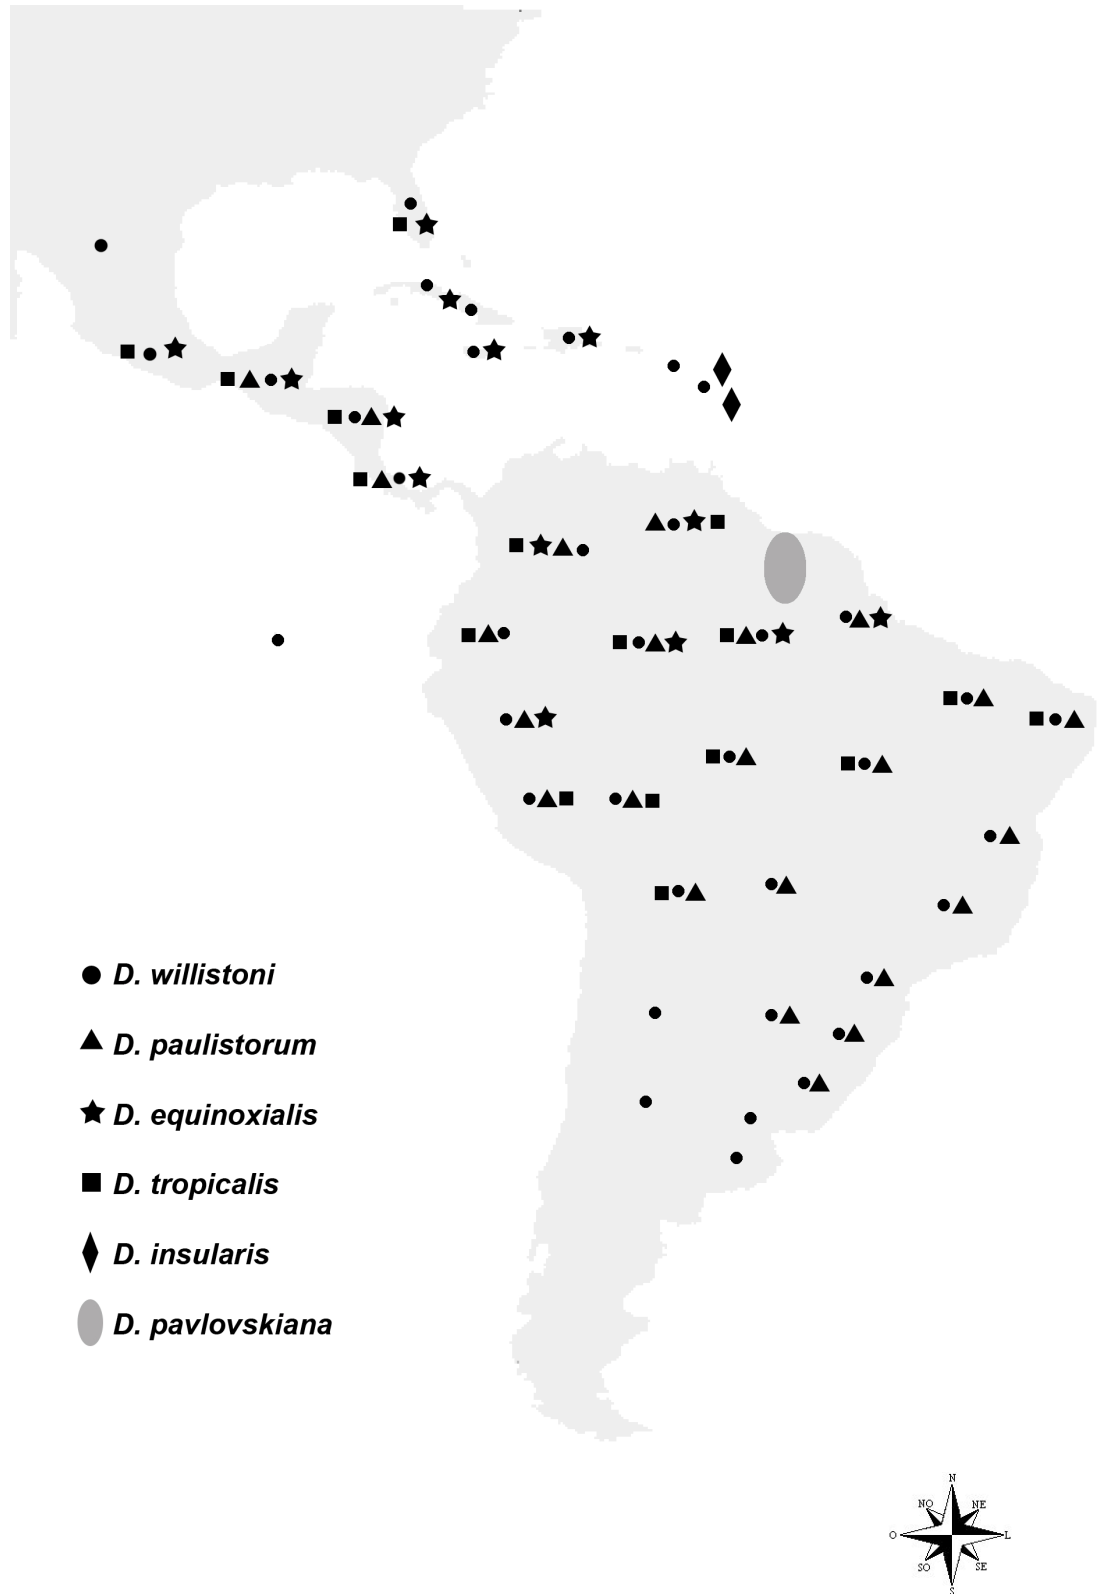 D. willistoni
D. paulistorum
D. equinoxialis
D. tropicalis
D. insularis
D. pavlovskiana
N
NO NE
O L
SO SE
S